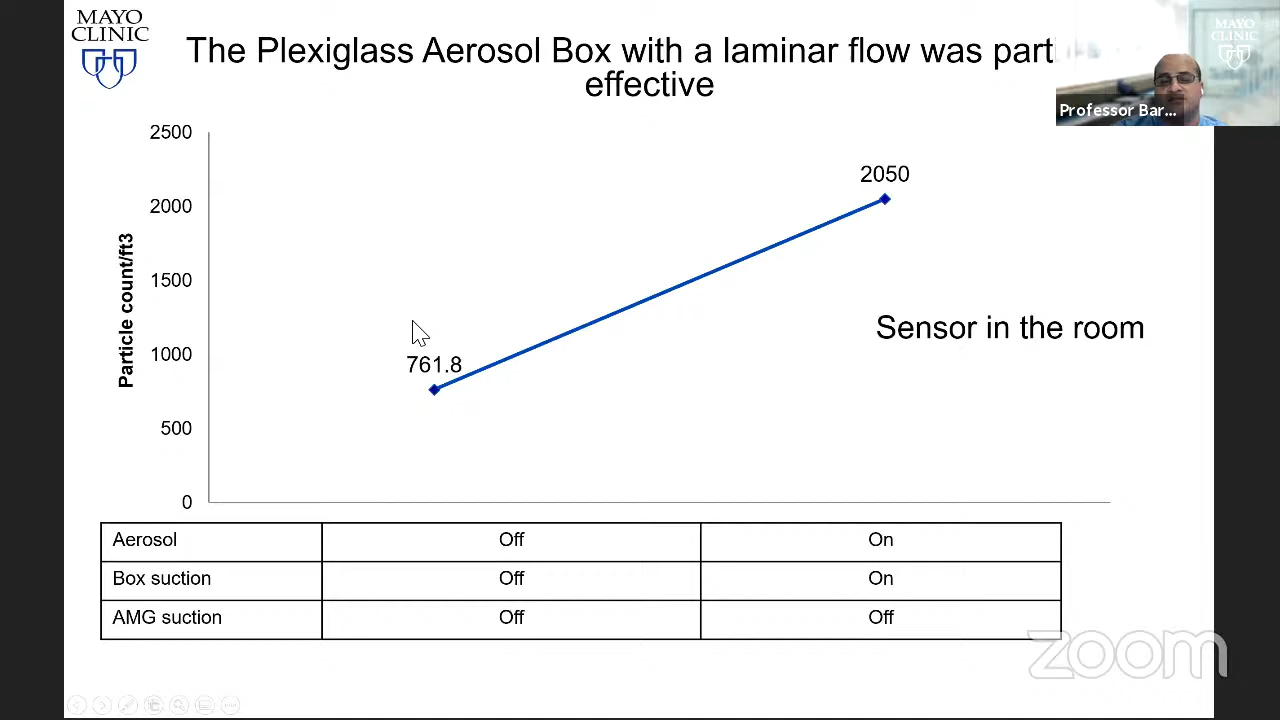 MAYO
CLINIC
The Plexiglass Aerosol Box with a laminar flow was parti
effective
MAYO
CLINIC
Professor Bar...
2500
2000
1500
1000
500
0
Particle count/ft3
2050
761.8
Sensor in the room
Aerosol Off On
Box suction Off On
AMG suction Off Off
zoom